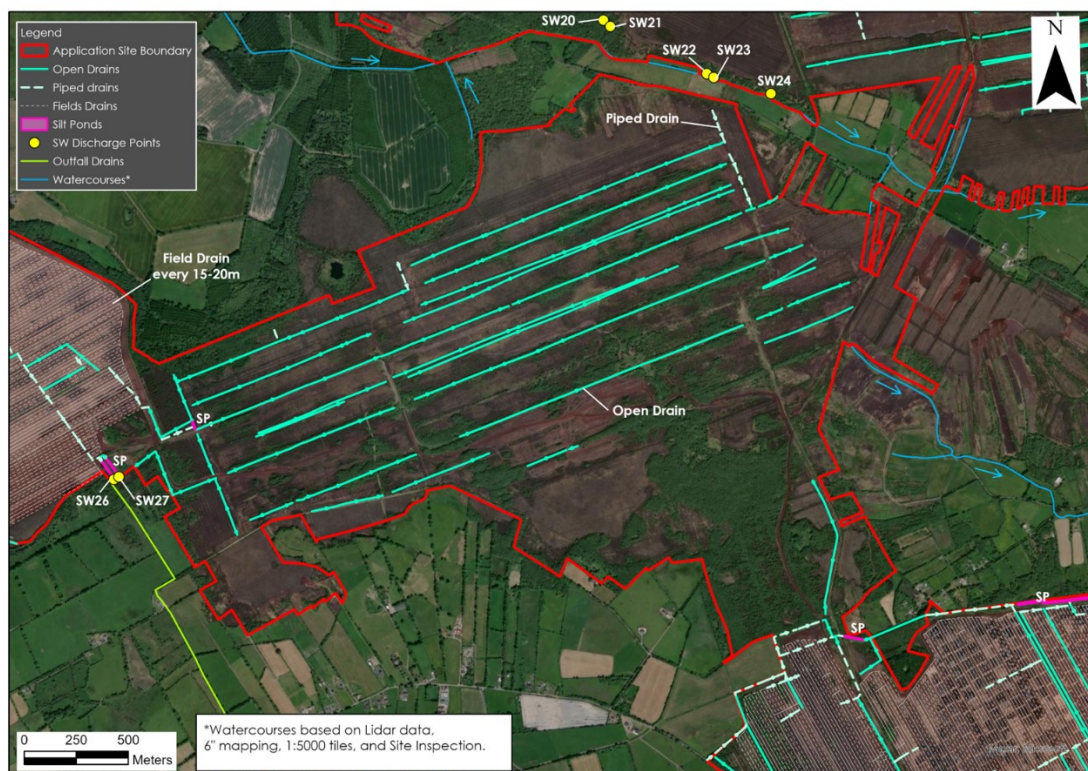 Legend
Application Site Boundary
Open Drains
Piped drains
Fields Drains
Silt Ponds
SW Discharge Points
Outfall Drains
Watercourses*
SW20
SW21
SW22
SW23
SW24
N
Piped Drain
Field Drain
every 15-20m
SP
SP
SW26
SW27
Open Drain
SP
SP
0 250 500
Meters
*Watercourses based on Lidar data,
6" mapping, 1:5000 tiles, and Site Inspection.